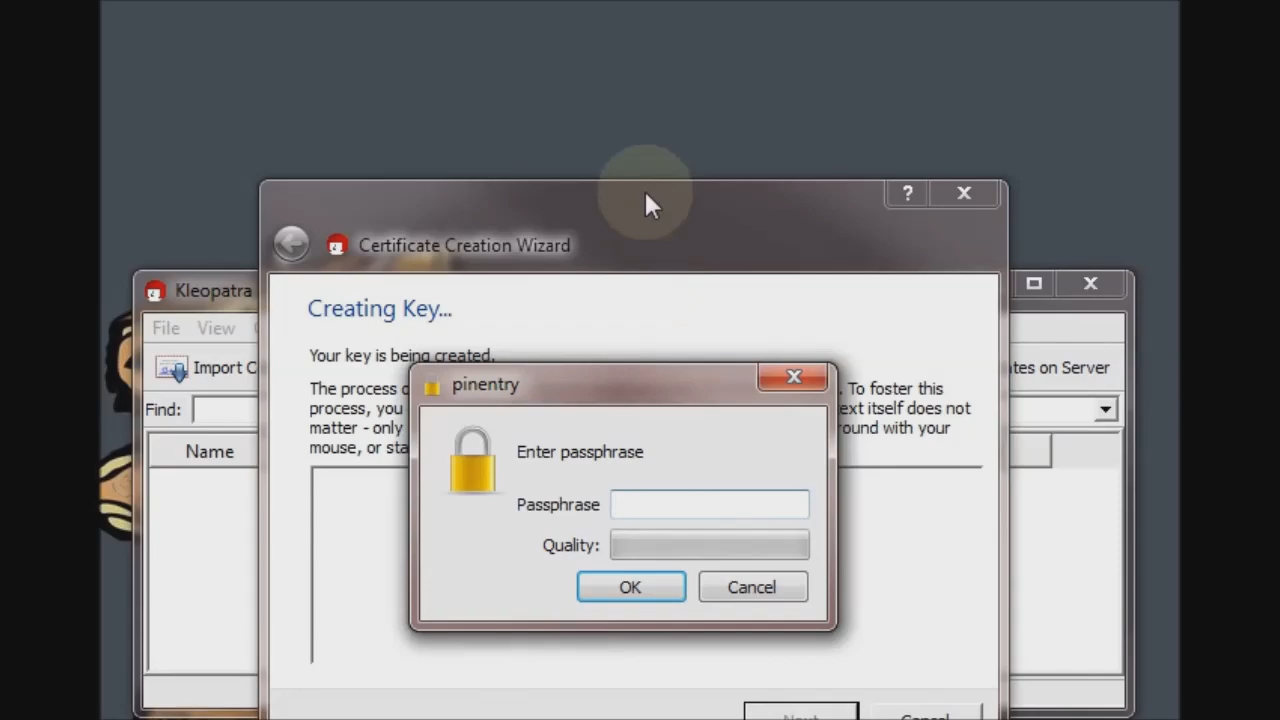 ?
Certificate Creation Wizard
Kleopatra
Creating Key...
File View
Your key is being created.
Import C
tes on Server
pinentry
The process
. To foster this
Find:
process, you
ext itself does not
matter - only
round with your
mouse, or sta
Name
Enter passphrase
Passphrase
Quality:
OK Cancel
Next Cancel